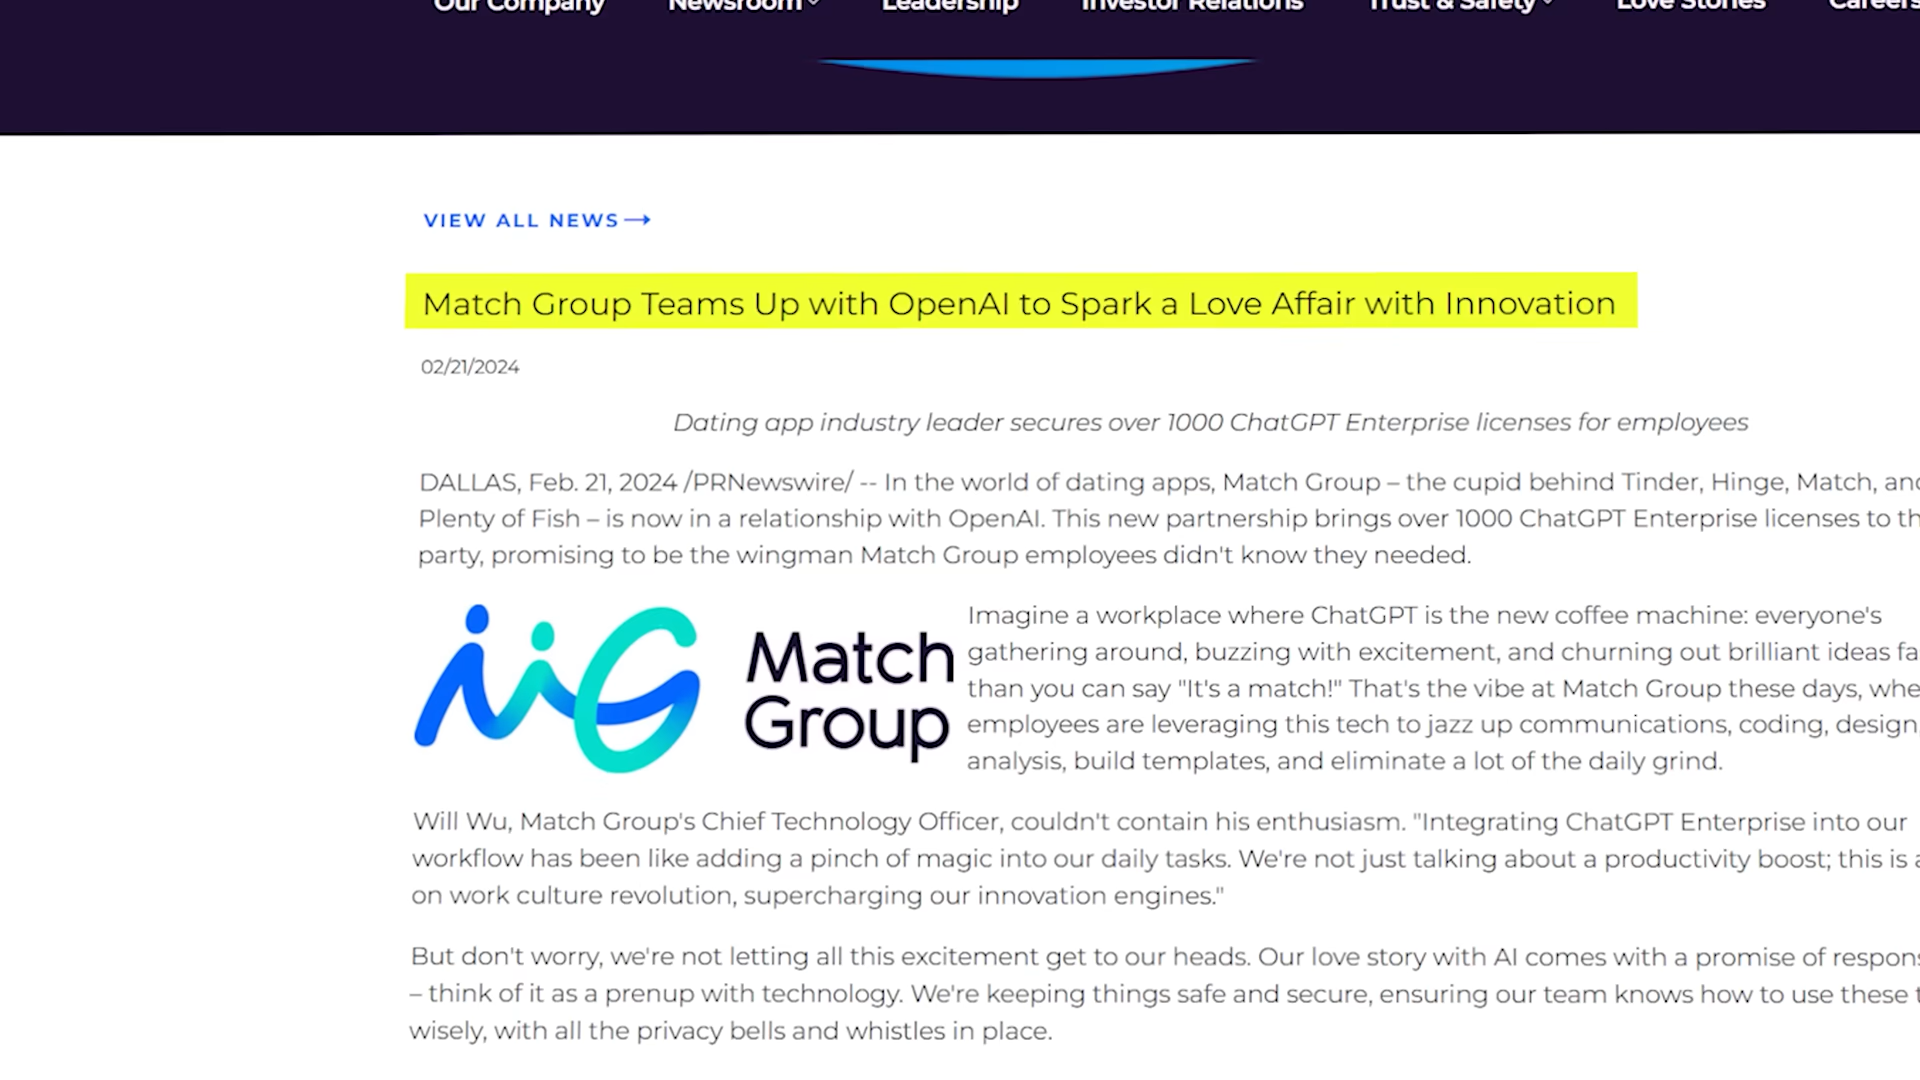 Our Company Newsroom Leadership Investor Relations Trust & Safety Love Stories Careers
VIEW ALL NEWS
Match Group Teams Up with OpenAI to Spark a Love Affair with Innovation
02/21/2024
Dating app industry leader secures over 1000 ChatGPT Enterprise licenses for employees
DALLAS, Feb. 21, 2024 /PRNewswire/ -- In the world of dating apps, Match Group – the cupid behind Tinder, Hinge, Match, and
Plenty of Fish – is now in a relationship with OpenAI. This new partnership brings over 1000 ChatGPT Enterprise licenses to
party, promising to be the wingman Match Group employees didn't know they needed.
Match
Group
Imagine a workplace where ChatGPT is the new coffee machine: everyone's
gathering around, buzzing with excitement, and churning out brilliant ideas
than you can say "It's a match!" That's the vibe at Match Group these days,
employees are leveraging this tech to jazz up communications, coding, design,
analysis, build templates, and eliminate a lot of the daily grind.
Will Wu, Match Group's Chief Technology Officer, couldn't contain his enthusiasm. "Integrating ChatGPT Enterprise into our
workflow has been like adding a pinch of magic into our daily tasks. We're not just talking about a productivity boost; this is
on work culture revolution, supercharging our innovation engines."
But don't worry, we're not letting all this excitement get to our heads. Our love story with AI comes with a promise of
– think of it as a prenup with technology. We're keeping things safe and secure, ensuring our team knows how to use these
wisely, with all the privacy bells and whistles in place.